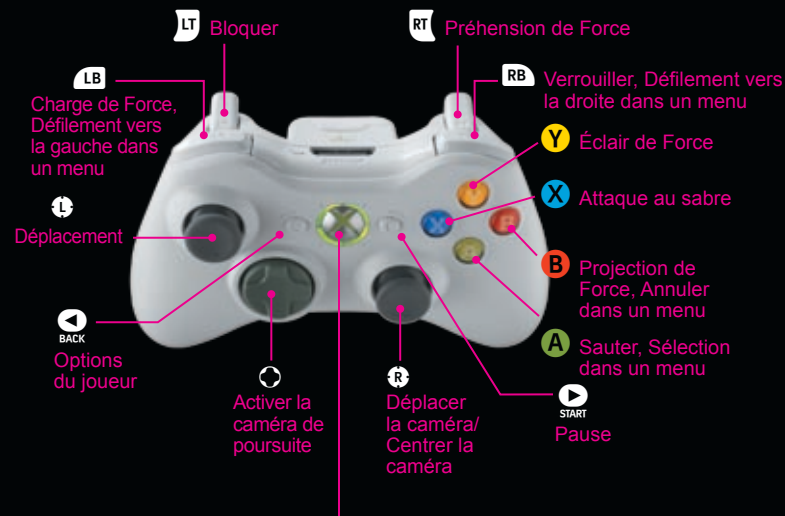 LT Bloquer
RT Préhension de Force
LB
Charge de Force,
Défilement vers
la gauche dans
un menu
RB Verrouiller, Défilement vers
la droite dans un menu
Y Éclair de Force
X Attaque au sabre
B Projection de
Force, Annuler
dans un menu
A Sauter, Sélection
dans un menu
L
Déplacement
BACK
Options
du joueur
Activer la
caméra de
poursuite
R
Déplacer
la caméra/
Centrer la
caméra
START
Pause
X
B